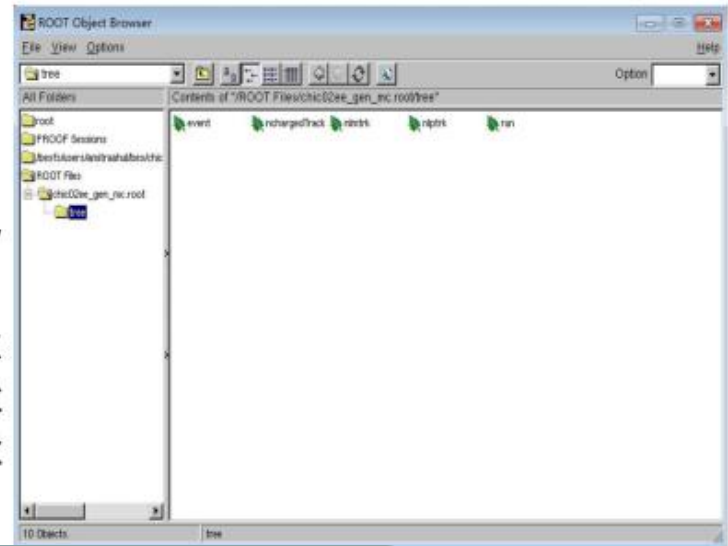 ROOT Object Browser
File View Options Help
tree Option
All Folders Contents of "/ROOT Files/chic02ee_gen_mc.root/tree"
root
PROOF Sessions
ROOT Files
chic02ee_gen_mc.root
tree
event nchargedTrack nlptrk run
10 Objects. tree